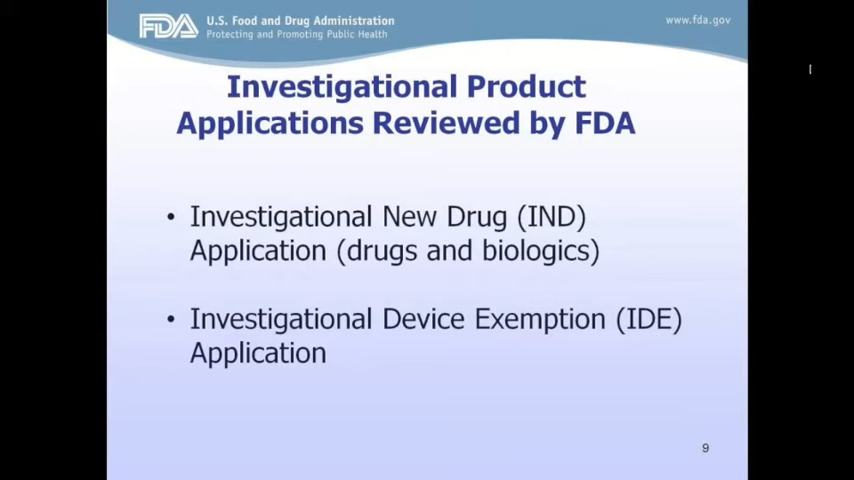 FDA U.S. Food and Drug Administration
Protecting and Promoting Public Health
www.fda.gov
Investigational Product
Applications Reviewed by FDA
• Investigational New Drug (IND)
Application (drugs and biologics)
• Investigational Device Exemption (IDE)
Application
9